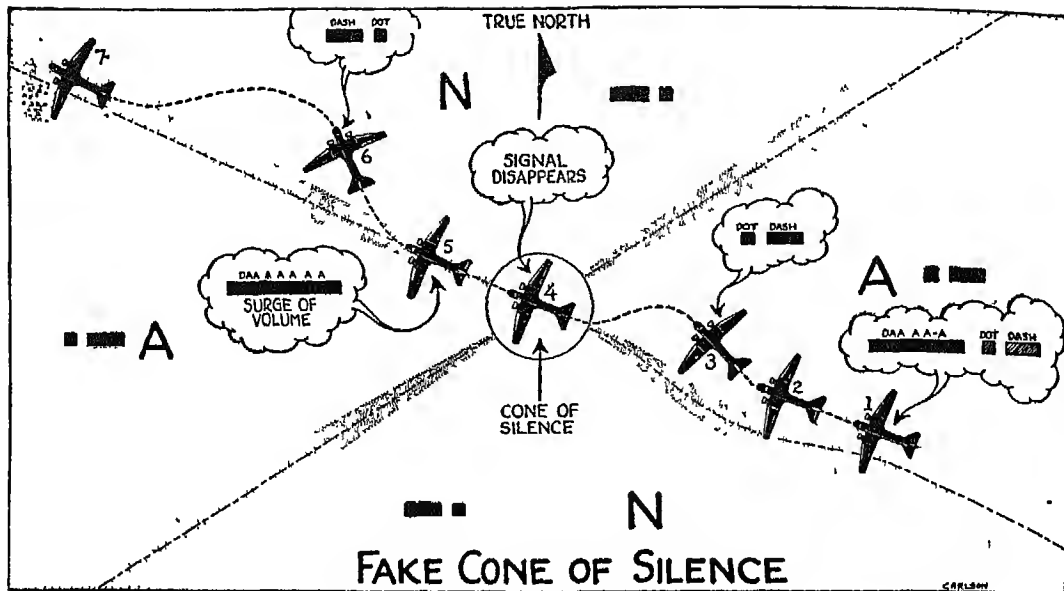 TRUE NORTH
DASH DOT
7
N
6
SIGNAL
DISAPPEARS
DOT DASH
5
4
A
DAA A A A A A
SURGE OF
VOLUME
DAA AA-A DOT DASH
A
3
2
1
CONE OF
SILENCE
N
FAKE CONE OF SILENCE
CARLSON